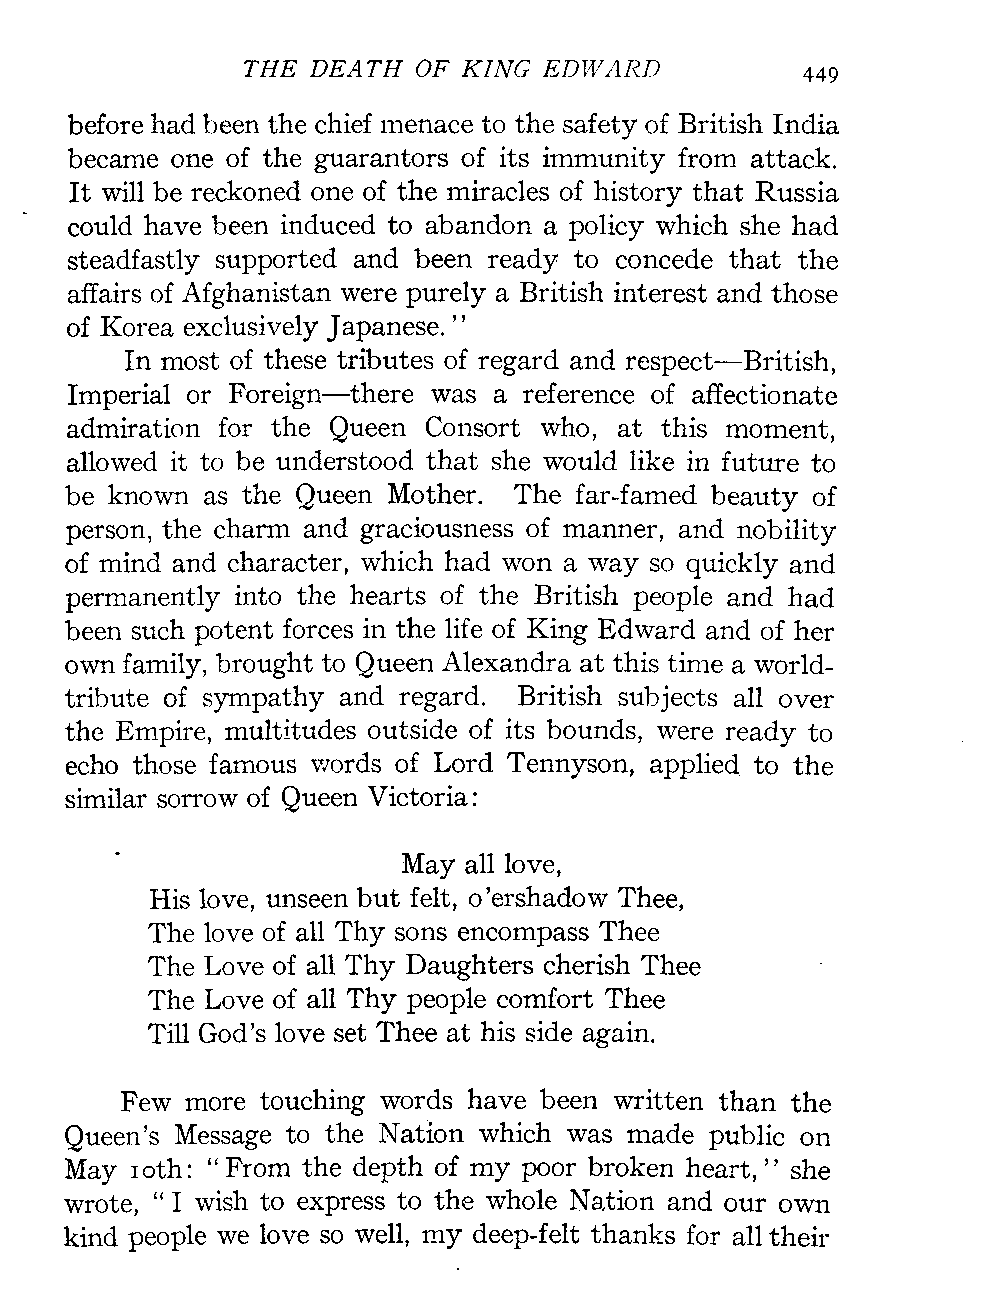 THE DEATH OF KING EDWARD 449
before had been the chief menace to the safety of British India
became one of the guarantors of its immunity from attack.
It will be reckoned one of the miracles of history that Russia
could have been induced to abandon a policy which she had
steadfastly supported and been ready to concede that the
affairs of Afghanistan were purely a British interest and those
of Korea exclusively Japanese."
In most of these tributes of regard and respect—British,
Imperial or Foreign—there was a reference of affectionate
admiration for the Queen Consort who, at this moment,
allowed it to be understood that she would like in future to
be known as the Queen Mother. The far-famed beauty of
person, the charm and graciousness of manner, and nobility
of mind and character, which had won a way so quickly and
permanently into the hearts of the British people and had
been such potent forces in the life of King Edward and of her
own family, brought to Queen Alexandra at this time a world-
tribute of sympathy and regard. British subjects all over
the Empire, multitudes outside of its bounds, were ready to
echo those famous words of Lord Tennyson, applied to the
similar sorrow of Queen Victoria:
May all love,
His love, unseen but felt, o'ershadow Thee,
The love of all Thy sons encompass Thee
The Love of all Thy Daughters cherish Thee
The Love of all Thy people comfort Thee
Till God's love set Thee at his side again.
Few more touching words have been written than the
Queen's Message to the Nation which was made public on
May 10th: "From the depth of my poor broken heart," she
wrote, "I wish to express to the whole Nation and our own
kind people we love so well, my deep-felt thanks for all their